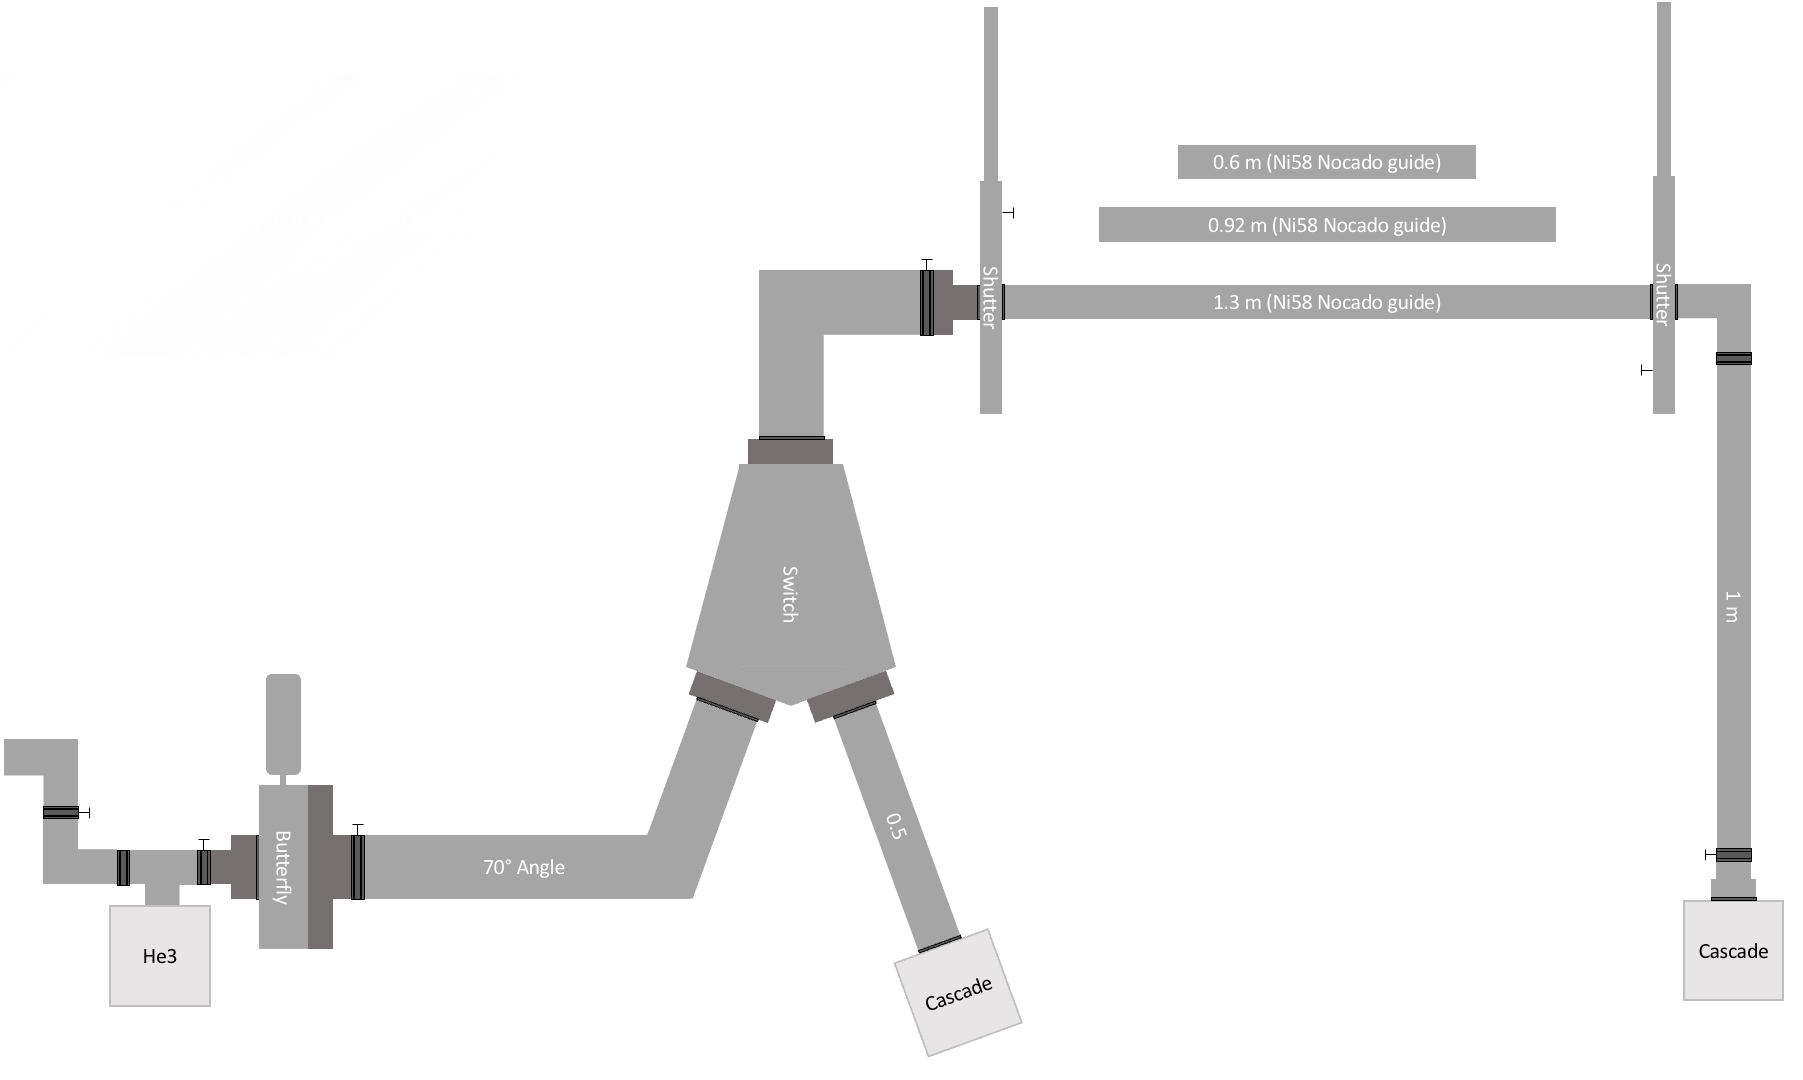 0.6 m (Ni58 Nocado guide)
0.92 m (Ni58 Nocado guide)
Shutter
1.3 m (Ni58 Nocado guide)
Shutter
Switch
1 m
Butterfly
70° Angle
0.5
He3
Cascade
Cascade